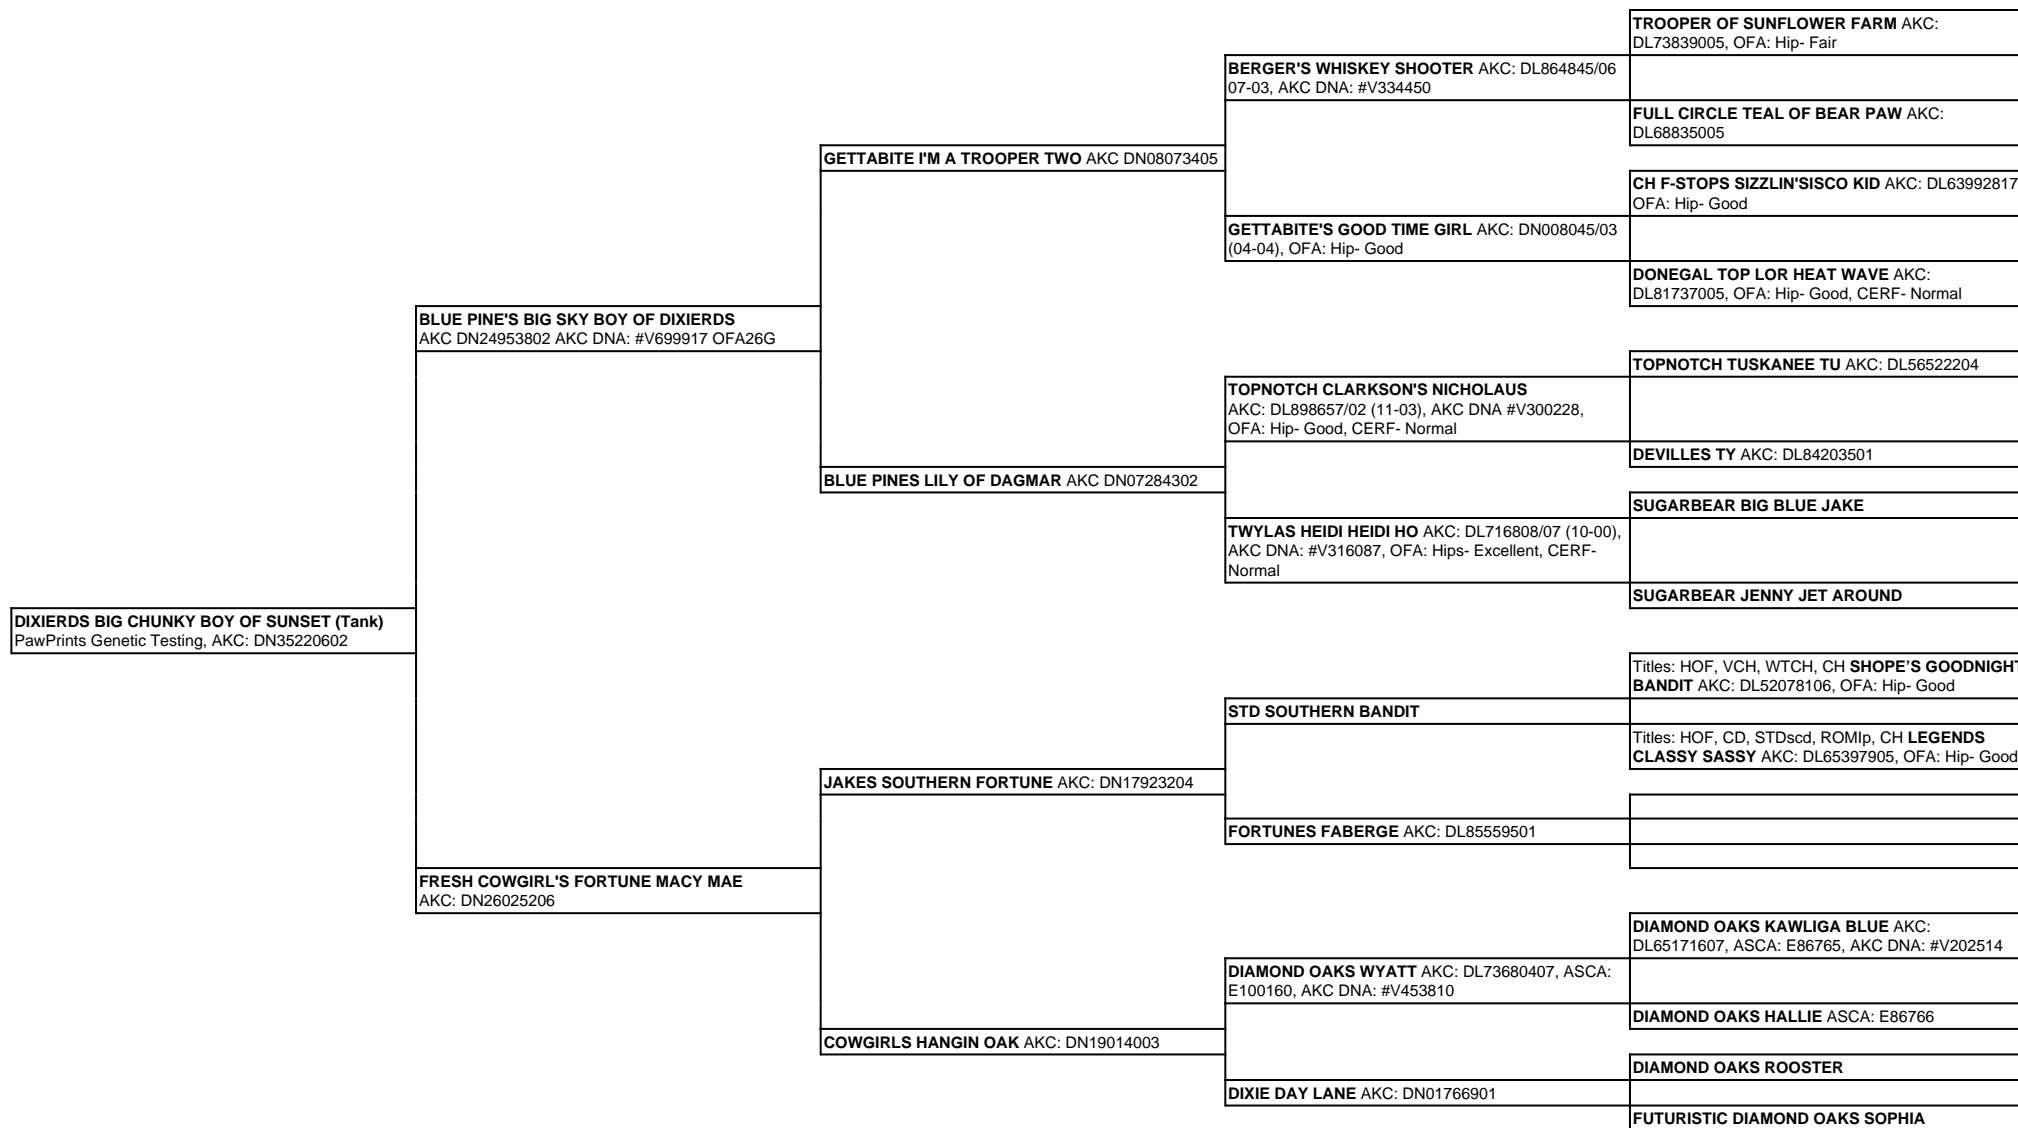 TROOPER OF SUNFLOWER FARM AKC:
DL73839005, OFA: Hip- Fair
BERGER'S WHISKEY SHOOTER AKC: DL864845/06
07-03, AKC DNA: #V334450
FULL CIRCLE TEAL OF BEAR PAW AKC:
DL68835005
GETTABITE I'M A TROOPER TWO AKC DN08073405
CH F-STOPS SIZZLIN'SISCO KID AKC: DL63992817
OFA: Hip- Good
GETTABITE'S GOOD TIME GIRL AKC: DN008045/03
(04-04), OFA: Hip- Good
DONEGAL TOP LOR HEAT WAVE AKC:
DL81737005, OFA: Hip- Good, CERF- Normal
BLUE PINE'S BIG SKY BOY OF DIXIERDS
AKC DN24953802 AKC DNA: #V699917 OFA26G
TOPNOTCH TUSKANEE TU AKC: DL56522204
TOPNOTCH CLARKSON'S NICHOLAUS
AKC: DL898657/02 (11-03), AKC DNA #V300228,
OFA: Hip- Good, CERF- Normal
DEVILLES TY AKC: DL84203501
BLUE PINES LILY OF DAGMAR AKC DN07284302
SUGARBEAR BIG BLUE JAKE
TWYLAS HEIDI HEIDI HO AKC: DL716808/07 (10-00),
AKC DNA: #V316087, OFA: Hips- Excellent, CERF-
Normal
SUGARBEAR JENNY JET AROUND
DIXIERDS BIG CHUNKY BOY OF SUNSET (Tank)
PawPrints Genetic Testing, AKC: DN35220602
Titles: HOF, VCH, WTCH, CH SHOPE'S GOODNIGHT
BANDIT AKC: DL52078106, OFA: Hip- Good
STD SOUTHERN BANDIT
Titles: HOF, CD, STDscd, ROMIp, CH LEGENDS
CLASSY SASSY AKC: DL65397905, OFA: Hip- Good
JAKES SOUTHERN FORTUNE AKC: DN17923204
FORTUNES FABERGE AKC: DL85559501
FRESH COWGIRL'S FORTUNE MACY MAE
AKC: DN26025206
DIAMOND OAKS KAWLIGA BLUE AKC:
DL65171607, ASCA: E86765, AKC DNA: #V202514
DIAMOND OAKS WYATT AKC: DL73680407, ASCA:
E100160, AKC DNA: #V453810
DIAMOND OAKS HALLIE ASCA: E86766
COWGIRLS HANGIN OAK AKC: DN19014003
DIAMOND OAKS ROOSTER
DIXIE DAY LANE AKC: DN01766901
FUTURISTIC DIAMOND OAKS SOPHIA